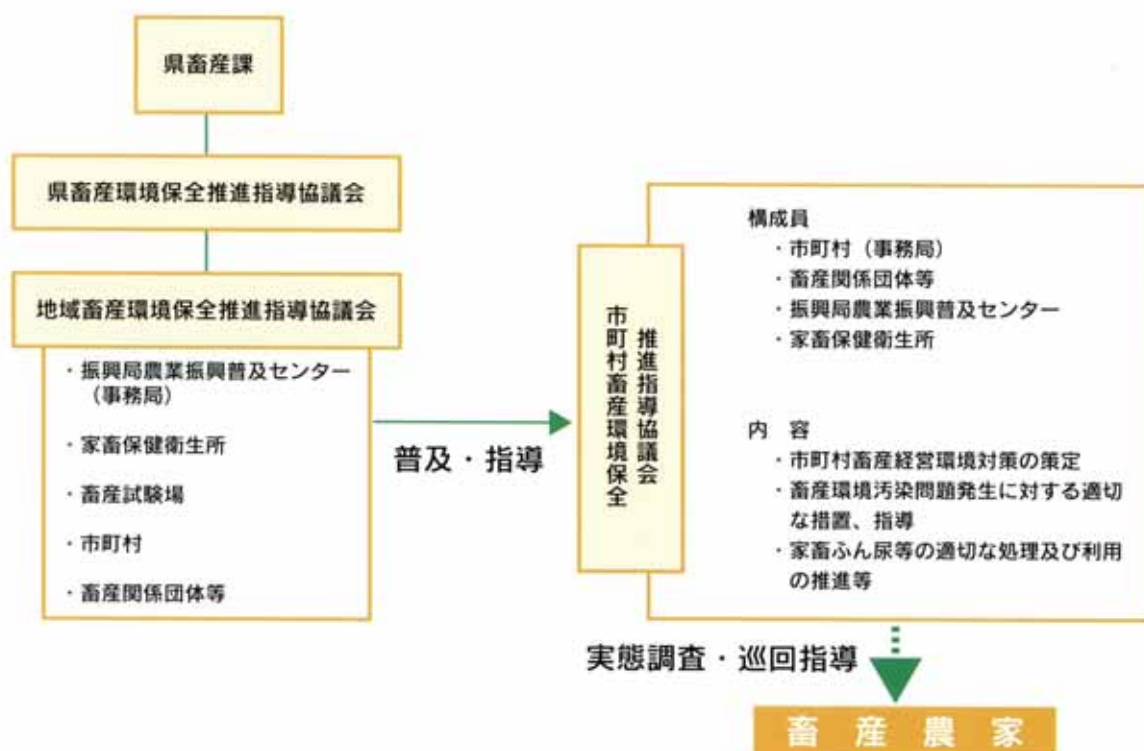 県畜産課
県畜産環境保全推進指導協議会
地域畜産環境保全推進指導協議会
・振興局農業振興普及センター
（事務局）
・家畜保健衛生所
・畜産試験場
・市町村
・畜産関係団体等
普及・指導
市町村畜産環境保全
推進指導協議会
構成員
・市町村（事務局）
・畜産関係団体等
・振興局農業振興普及センター
・家畜保健衛生所
内　容
・市町村畜産経営環境対策の策定
・畜産環境汚染問題発生に対する適切
な措置、指導
・家畜ふん尿等の適切な処理及び利用
の推進等
実態調査・巡回指導
畜産農家